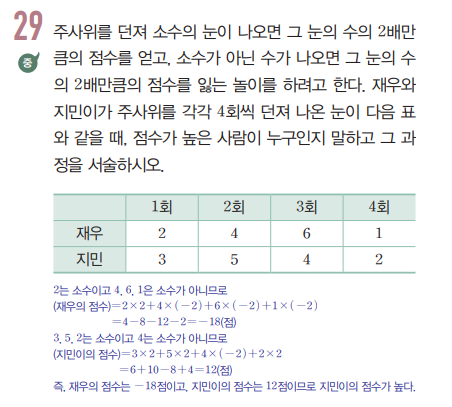 29
중
주사위를 던져 소수의 눈이 나오면 그 눈의 수의 2배만
큼의 점수를 얻고, 소수가 아닌 수가 나오면 그 눈의 수
의 2배만큼의 점수를 잃는 놀이를 하려고 한다. 재우와
지민이가 주사위를 각각 4회씩 던져 나온 눈이 다음 표
와 같을 때, 점수가 높은 사람이 누구인지 말하고 그 과
정을 서술하시오.
1회 2회 3회 4회
재우 2 4 6 1
지민 3 5 4 2
2는 소수이고 4, 6, 1은 소수가 아니므로
(재우의 점수)=2×2+4×(-2)+6×(-2)+1×(-2)
=4-8-12-2=-18(점)
3, 5, 2는 소수이고 4는 소수가 아니므로
(지민이의 점수)=3×2+5×2+4×(-2)+2×2
=6+10-8+4=12(점)
즉, 재우의 점수는 -18점이고, 지민이의 점수는 12점이므로 지민이의 점수가 높다.